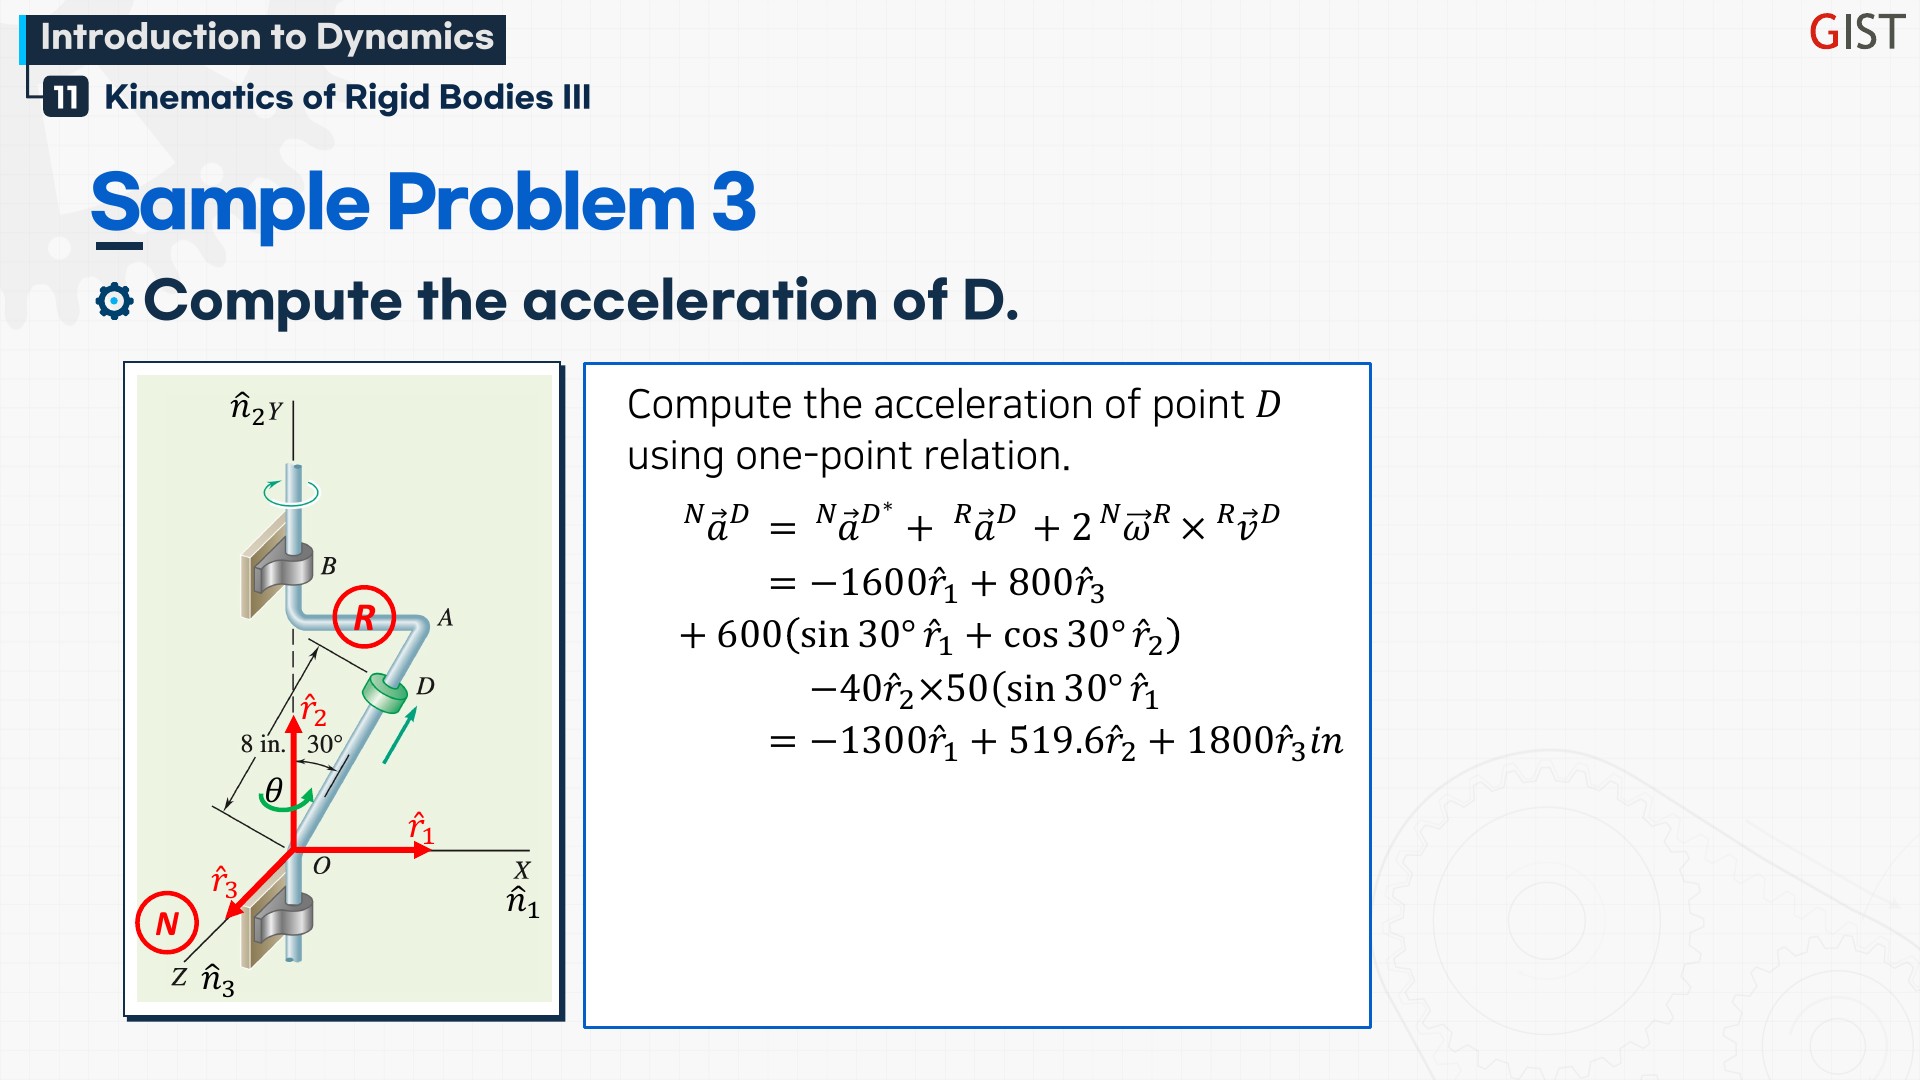 Introduction to Dynamics
GIST
11 Kinematics of Rigid Bodies III
Sample Problem 3
Compute the acceleration of D.
n̂₂ Y
B
R
A
D
r̂₂
8 in. 30°
θ
r̂₁
O
X
r̂₃
n̂₁
N
Z n̂₃
Compute the acceleration of point D
using one-point relation.
ᴺa⃗ᴰ = ᴺa⃗ᴰ* + ᴿa⃗ᴰ + 2 ᴺω⃗ᴿ × ᴿv⃗ᴰ
= −1600r̂₁ + 800r̂₃
+ 600(sin 30° r̂₁ + cos 30° r̂₂)
−40r̂₂×50(sin 30° r̂₁
= −1300r̂₁ + 519.6r̂₂ + 1800r̂₃in